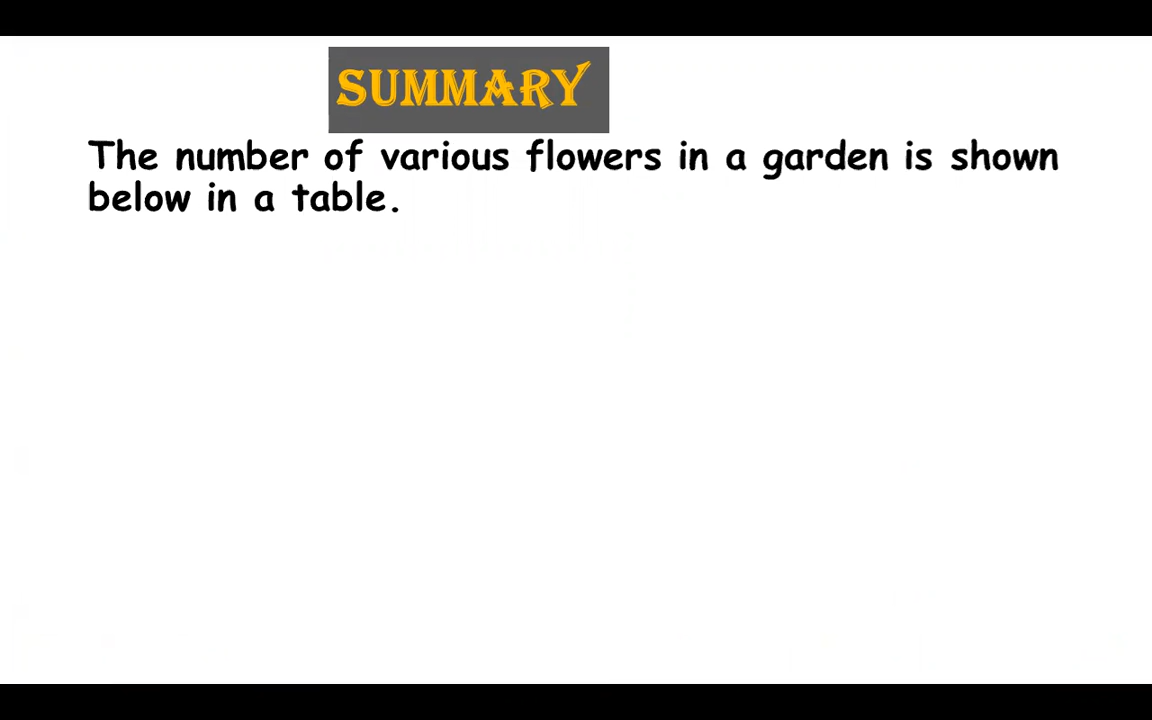 SUMMARY
The number of various flowers in a garden is shown
below in a table.